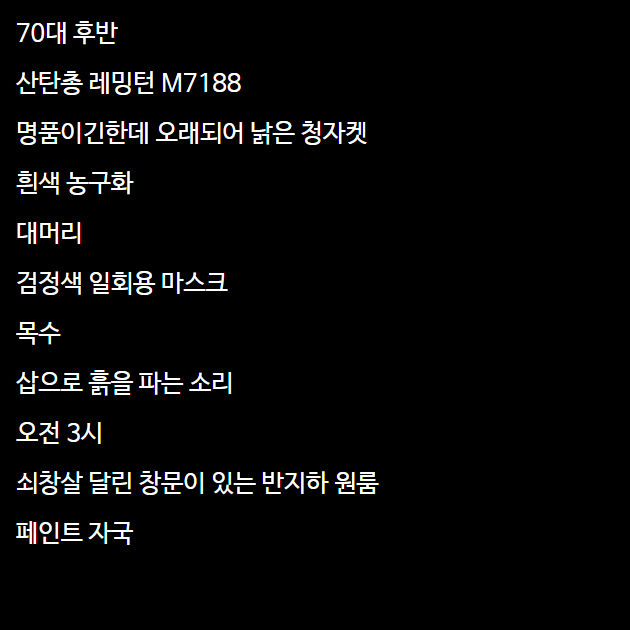 70대 후반
산탄총 레밍턴 M7188
명품이긴한데 오래되어 낡은 청자켓
흰색 농구화
대머리
검정색 일회용 마스크
목수
삽으로 흙을 파는 소리
오전 3시
쇠창살 달린 창문이 있는 반지하 원룸
페인트 자국